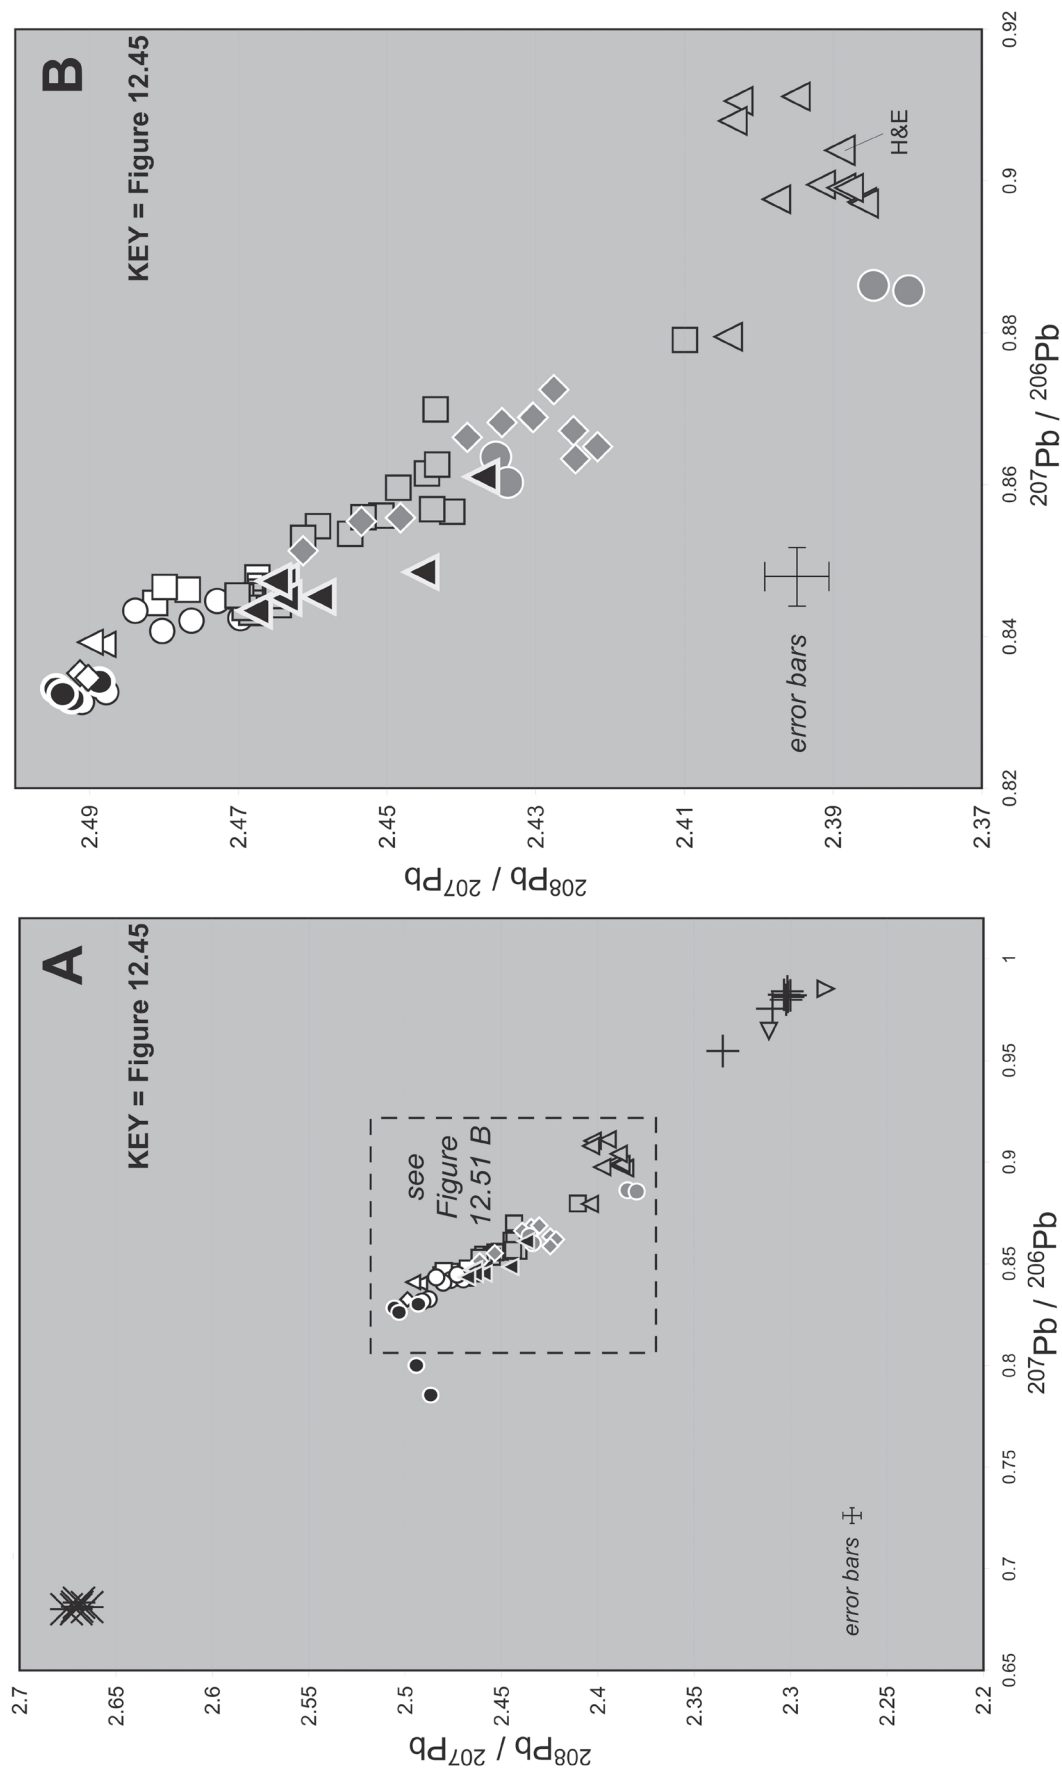 A
KEY = Figure 12.45
see
Figure
12.51 B
error bars
2.7
2.65
2.6
2.55
2.5
2.45
2.4
2.35
2.3
2.25
2.2
0.65
0.7
0.75
0.8
0.85
0.9
0.95
1
208Pb / 207Pb
207Pb / 206Pb
B
KEY = Figure 12.45
H&E
error bars
2.49
2.47
2.45
2.43
2.41
2.39
2.37
0.82
0.84
0.86
0.88
0.9
0.92
208Pb / 207Pb
207Pb / 206Pb